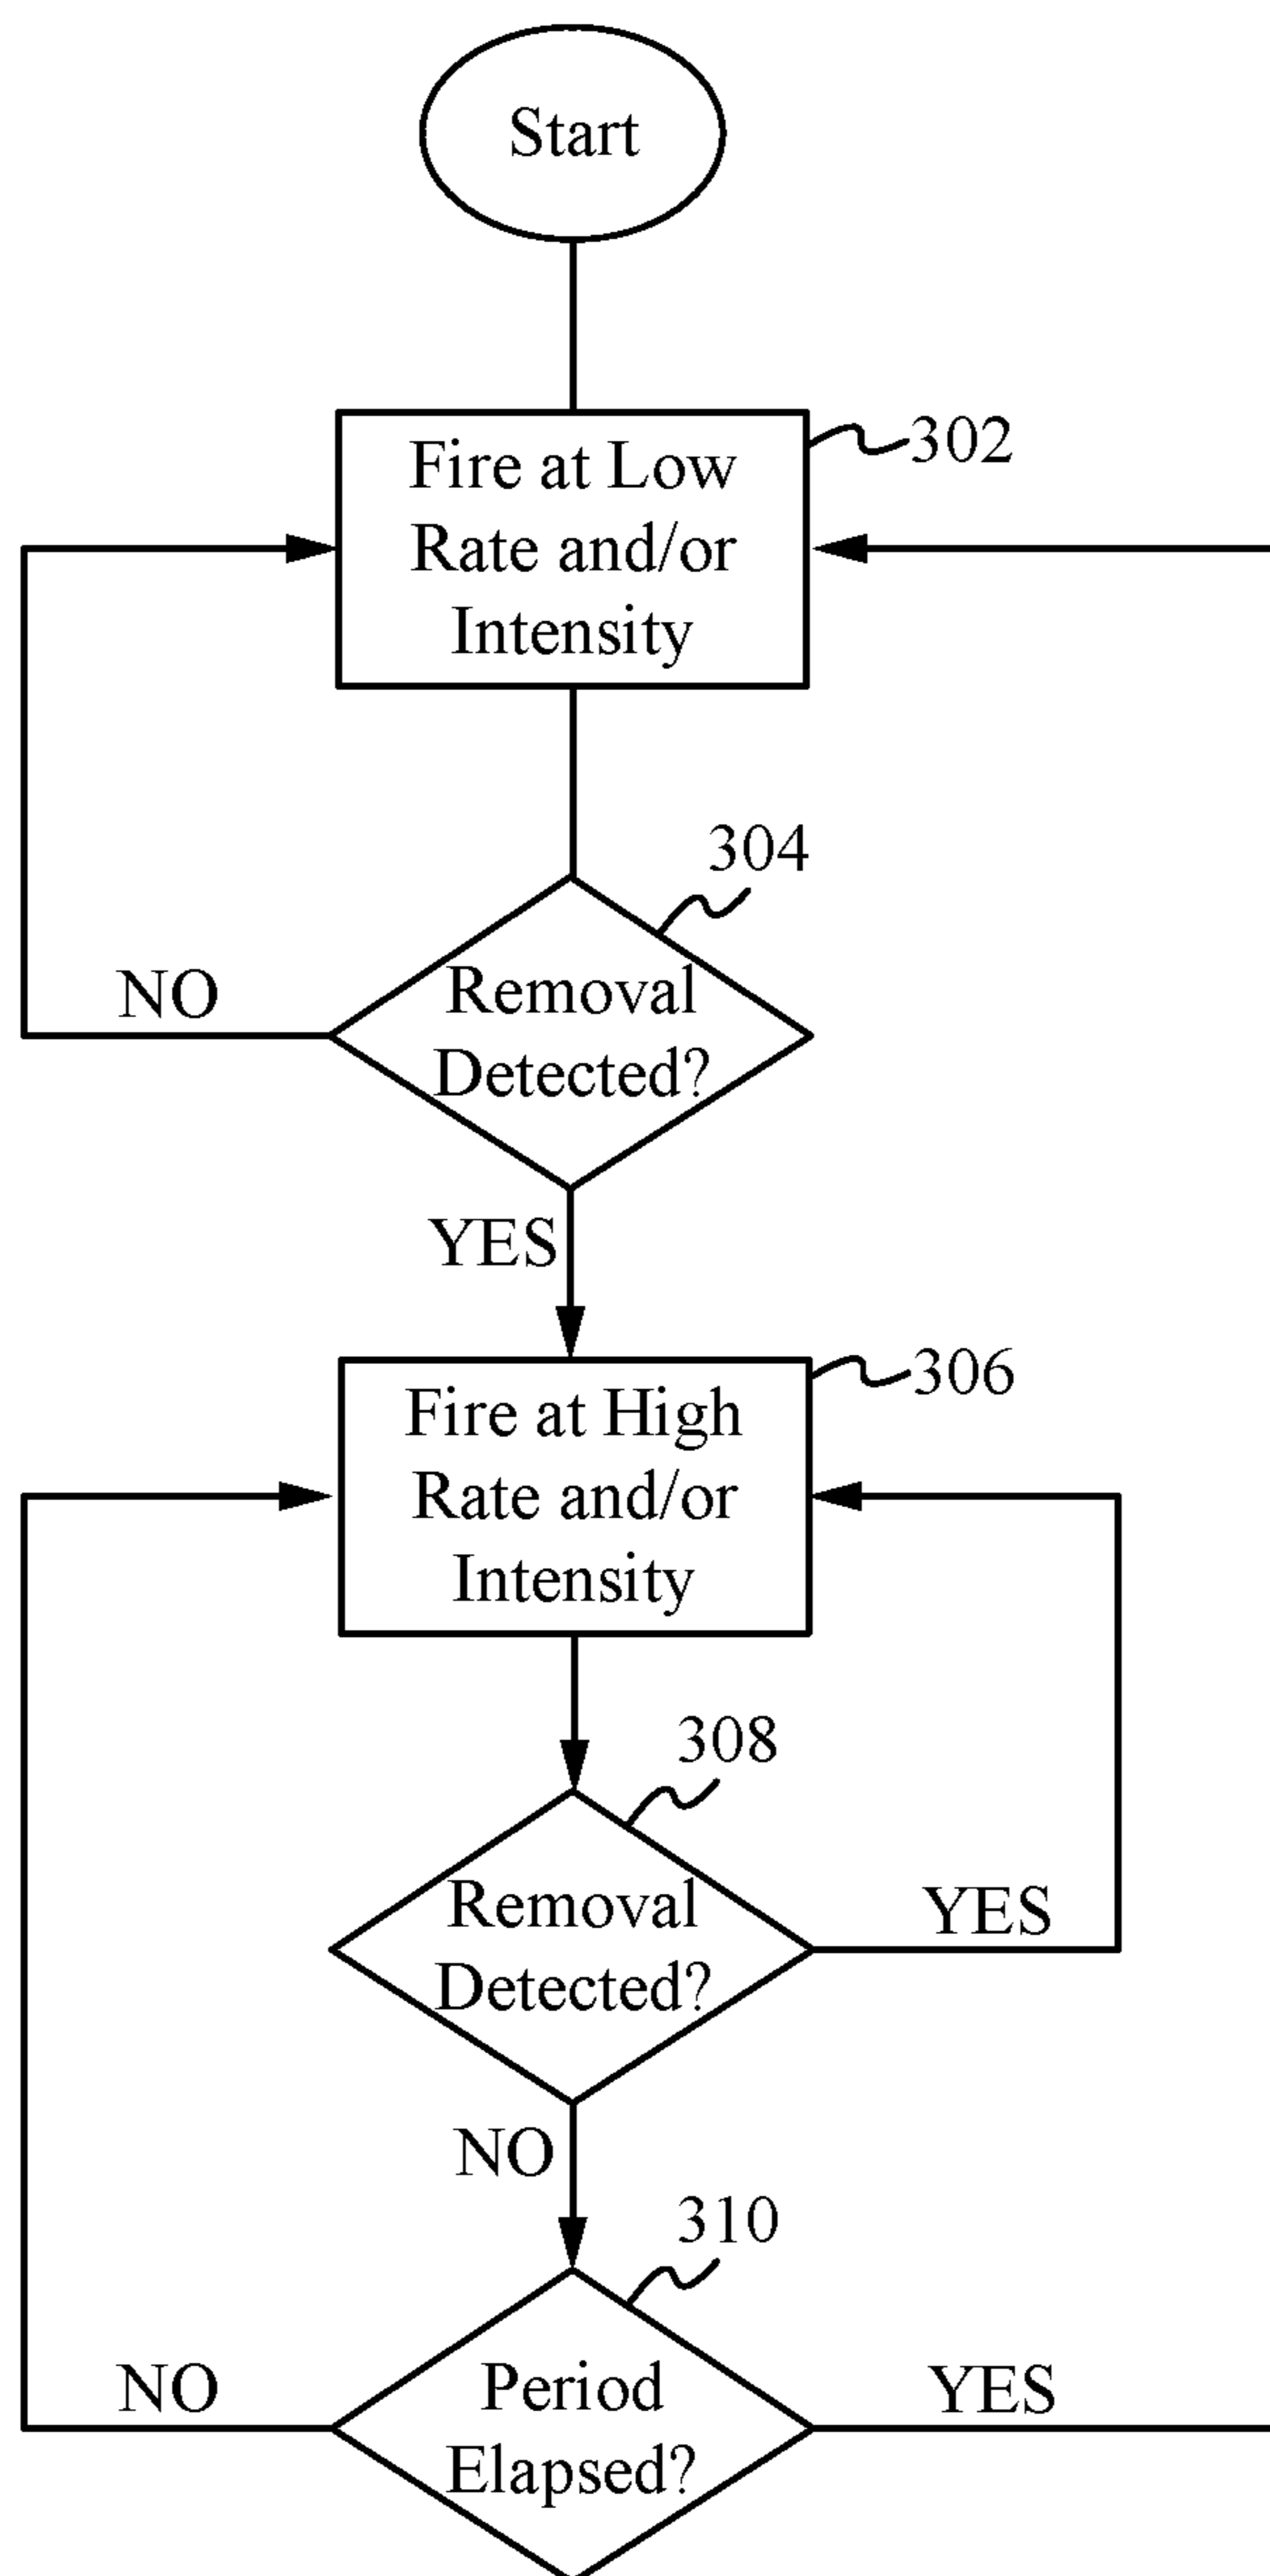 Start
Fire at Low
Rate and/or
Intensity
302
304
Removal
Detected?
NO
YES
Fire at High
Rate and/or
Intensity
306
308
Removal
Detected?
YES
NO
310
Period
Elapsed?
NO
YES